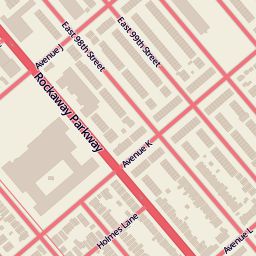 Avenue J
East 98th Street
East 99th Street
Rockaway Parkway
Avenue K
Holmes Lane
Avenue L